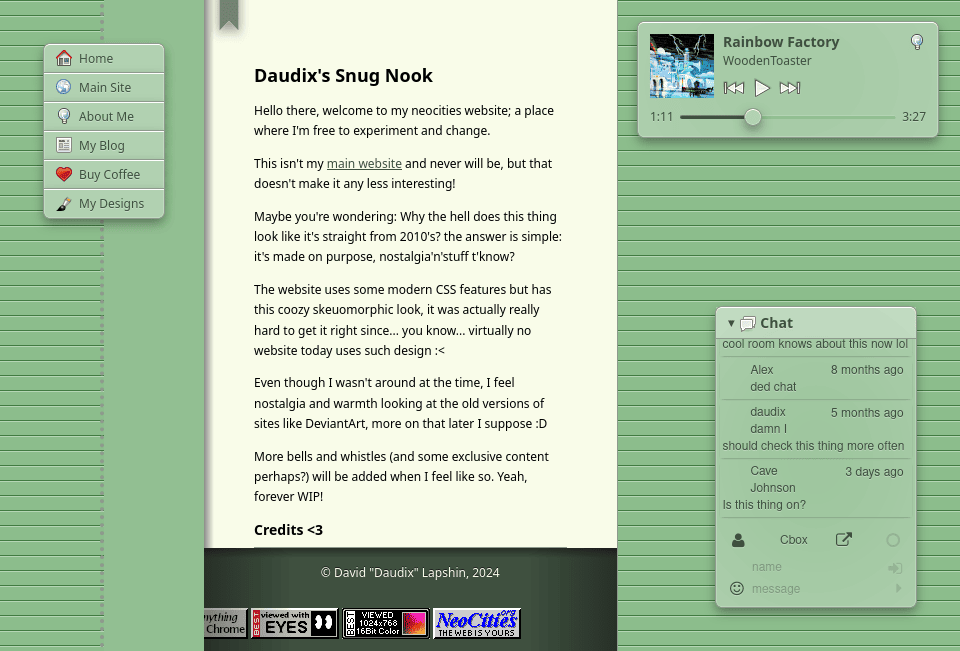 Home
Main Site
About Me
My Blog
Buy Coffee
My Designs
Daudix's Snug Nook
Hello there, welcome to my neocities website; a place
where I'm free to experiment and change.
This isn't my main website and never will be, but that
doesn't make it any less interesting!
Maybe you're wondering: Why the hell does this thing
look like it's straight from 2010's? the answer is simple:
it's made on purpose, nostalgia'n'stuff t'know?
The website uses some modern CSS features but has
this coozy skeuomorphic look, it was actually really
hard to get it right since... you know... virtually no
website today uses such design :<
Even though I wasn't around at the time, I feel
nostalgia and warmth looking at the old versions of
sites like DeviantArt, more on that later I suppose :D
More bells and whistles (and some exclusive content
perhaps?) will be added when I feel like so. Yeah,
forever WIP!
Credits <3
© David "Daudix" Lapshin, 2024
nything
Chrome
BEST viewed with
EYES
BEST VIEWED
1024x768
16Bit Color
NeoCities.org
THE WEB IS YOURS
Rainbow Factory
WoodenToaster
1:11 3:27
▼ Chat
cool room knows about this now lol
Alex 8 months ago
ded chat
daudix 5 months ago
damn I
should check this thing more often
Cave 3 days ago
Johnson
Is this thing on?
Cbox
name
message